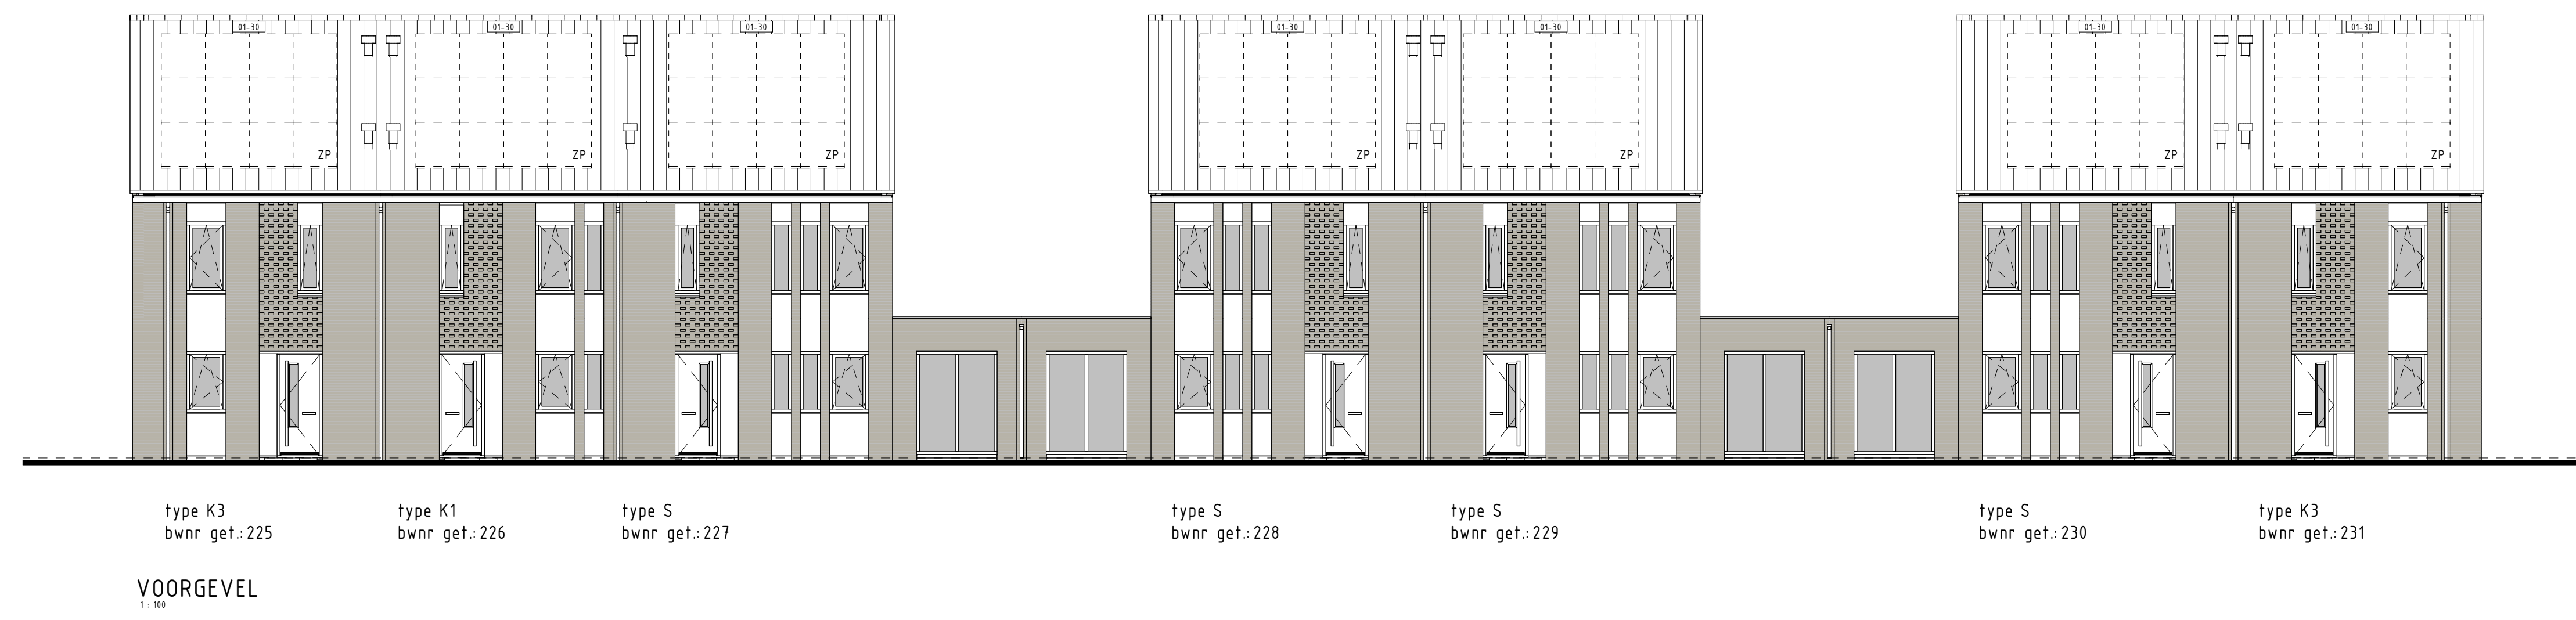 01-30 01-30 01-30 01-30 01-30 01-30 01-30
ZP ZP ZP ZP ZP ZP ZP
type K3 type K1 type S type S type S type S type K3
bwnr get.: 225 bwnr get.: 226 bwnr get.: 227 bwnr get.: 228 bwnr get.: 229 bwnr get.: 230 bwnr get.: 231
VOORGEVEL
1 : 100